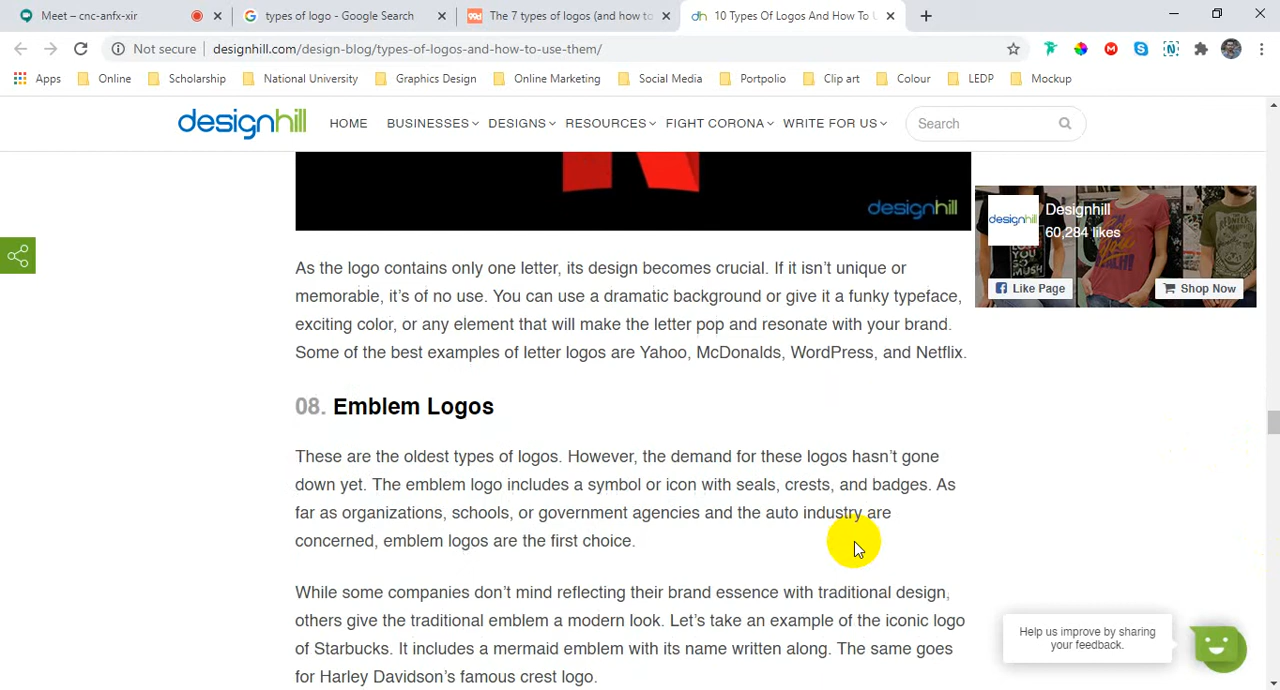 Meet – cnc-anfx-xir
types of logo - Google Search
99d
The 7 types of logos (and how to
dh
10 Types Of Logos And How To U
Not secure
designhill.com/design-blog/types-of-logos-and-how-to-use-them/
Apps
Online
Scholarship
National University
Graphics Design
Online Marketing
Social Media
Portpolio
Clip art
Colour
LEDP
Mockup
designhill
HOME
BUSINESSES
DESIGNS
RESOURCES
FIGHT CORONA
WRITE FOR US
Search
designhill
designhill
Designhill
60,284 likes
Like Page
Shop Now
As the logo contains only one letter, its design becomes crucial. If it isn’t unique or
memorable, it’s of no use. You can use a dramatic background or give it a funky typeface,
exciting color, or any element that will make the letter pop and resonate with your brand.
Some of the best examples of letter logos are Yahoo, McDonalds, WordPress, and Netflix.
08. Emblem Logos
These are the oldest types of logos. However, the demand for these logos hasn’t gone
down yet. The emblem logo includes a symbol or icon with seals, crests, and badges. As
far as organizations, schools, or government agencies and the auto industry are
concerned, emblem logos are the first choice.
While some companies don’t mind reflecting their brand essence with traditional design,
others give the traditional emblem a modern look. Let’s take an example of the iconic logo
of Starbucks. It includes a mermaid emblem with its name written along. The same goes
for Harley Davidson’s famous crest logo.
Help us improve by sharing
your feedback.